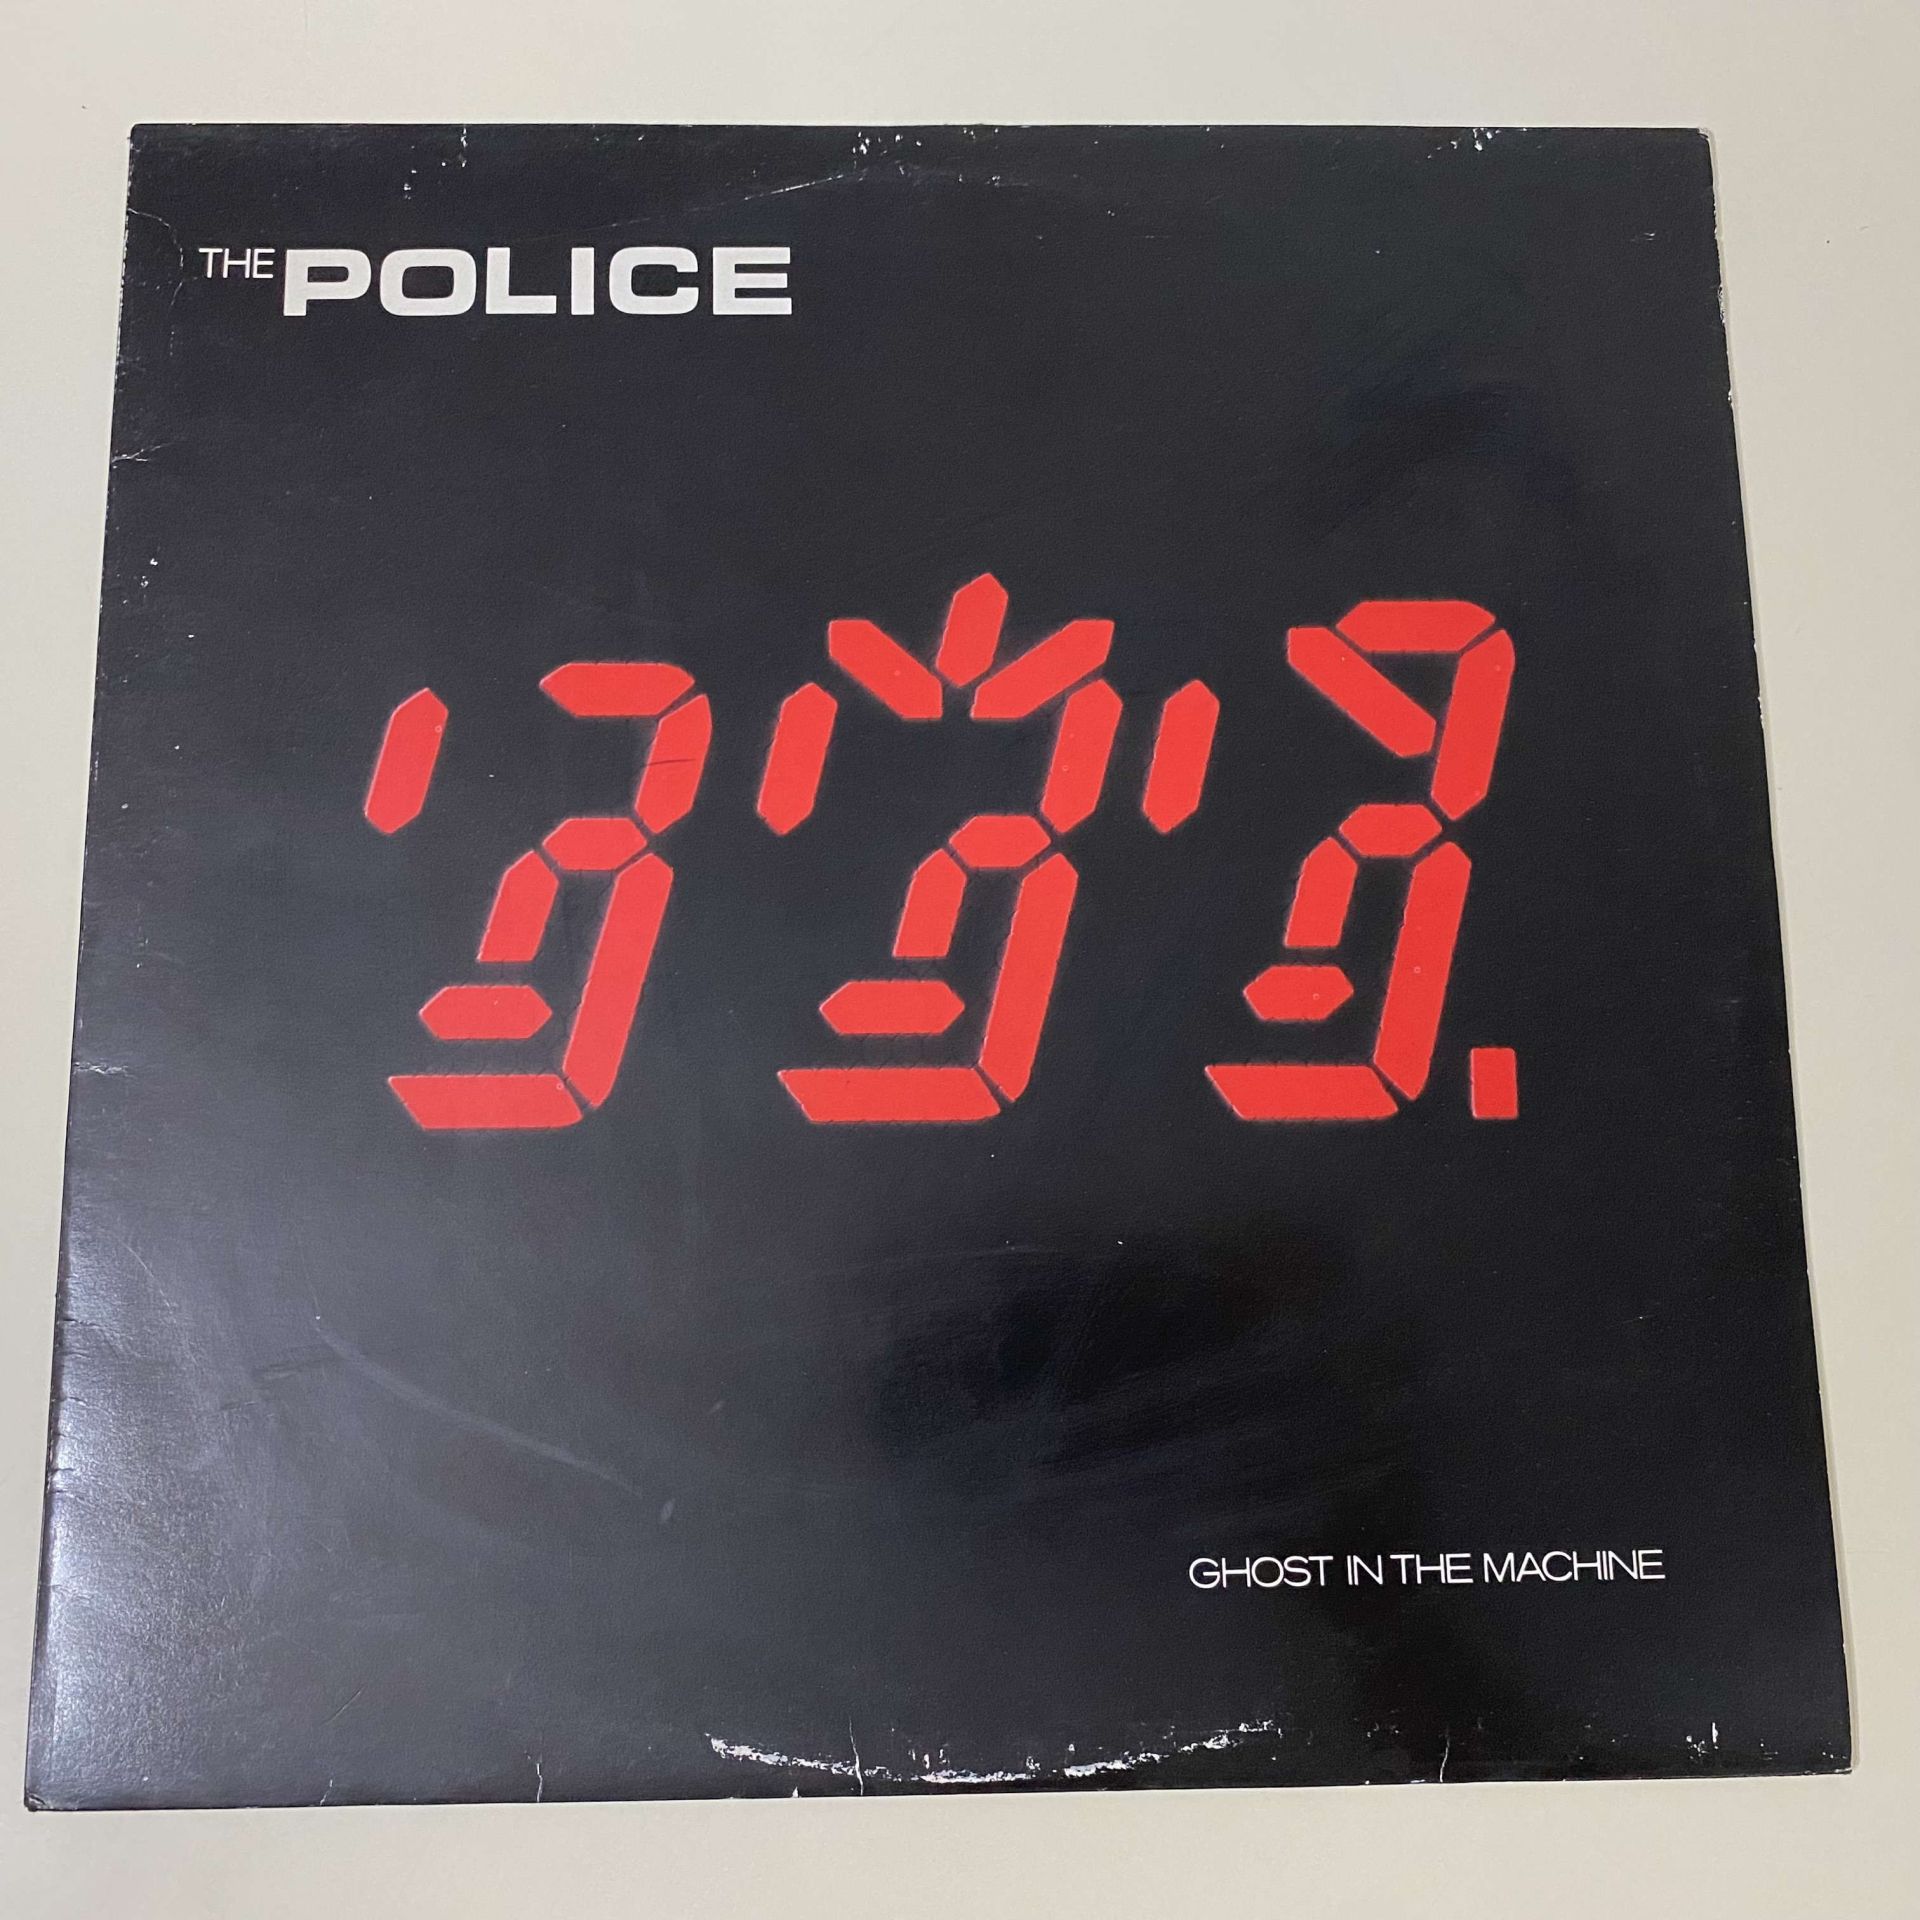 THE POLICE
GHOST IN THE MACHINE